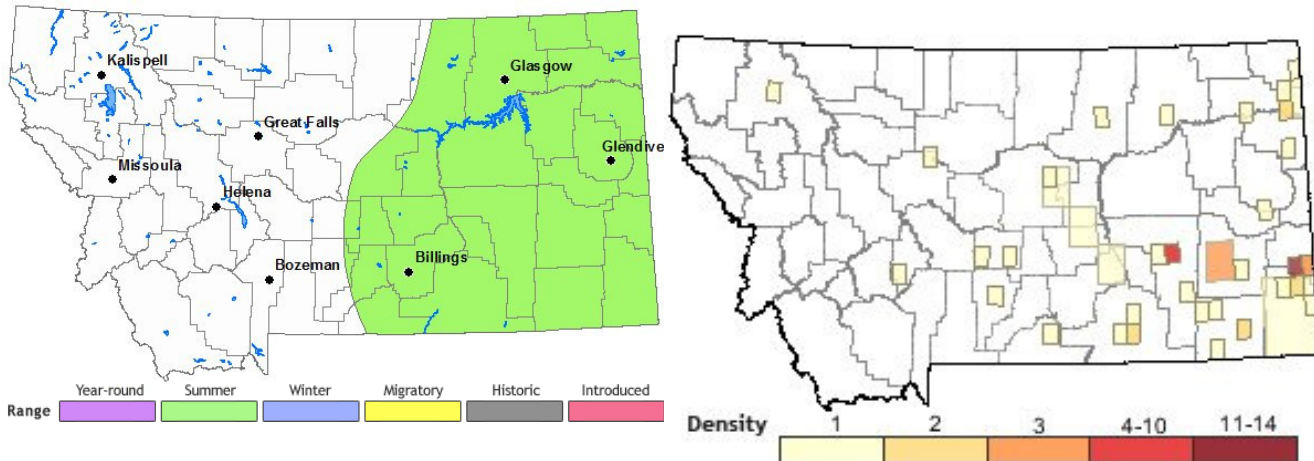 Kalispell
Glasgow
Great Falls
Glendive
Missoula
Helena
Billings
Bozeman
Year-round Summer Winter Migratory Historic Introduced
Range
Density 1 2 3 4-10 11-14